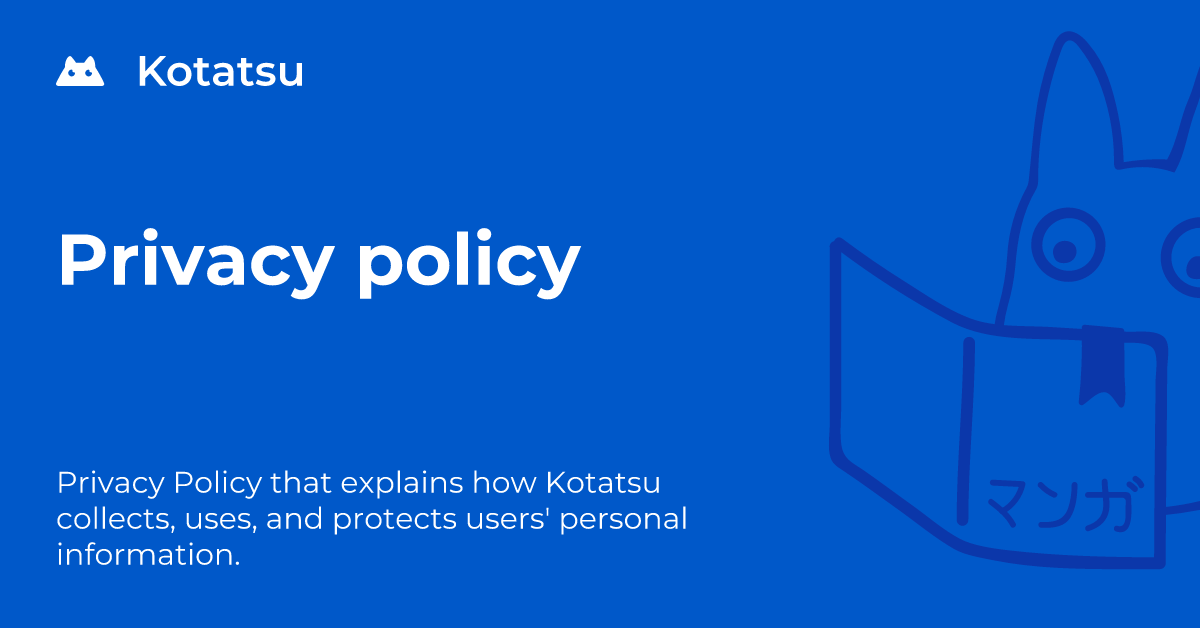 Kotatsu
Privacy policy
Privacy Policy that explains how Kotatsu
collects, uses, and protects users' personal
information.
マンガ